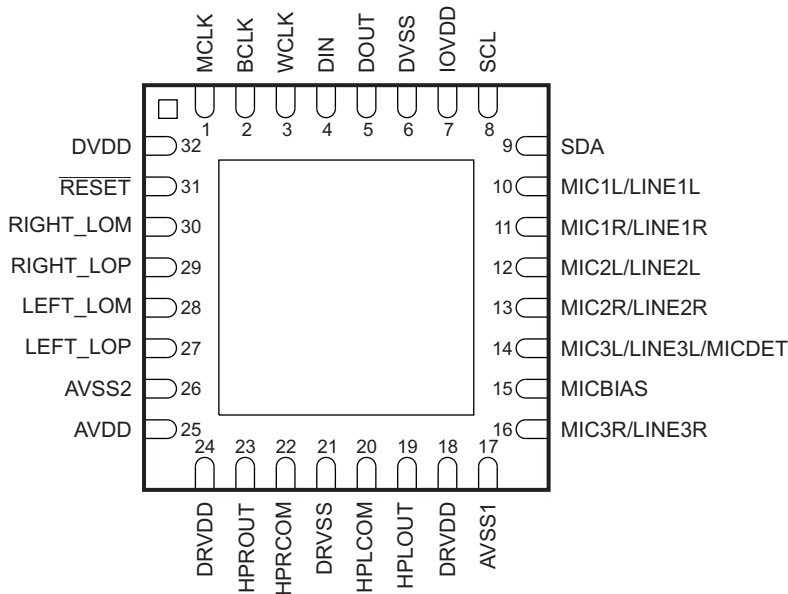 MCLK
BCLK
WCLK
DIN
DOUT
DVSS
IOVDD
SCL
1 2 3 4 5 6 7 8
DVDD 32 9 SDA
RESET 31 10 MIC1L/LINE1L
RIGHT_LOM 30 11 MIC1R/LINE1R
RIGHT_LOP 29 12 MIC2L/LINE2L
LEFT_LOM 28 13 MIC2R/LINE2R
LEFT_LOP 27 14 MIC3L/LINE3L/MICDET
AVSS2 26 15 MICBIAS
AVDD 25 16 MIC3R/LINE3R
24 23 22 21 20 19 18 17
DRVDD
HPROUT
HPRCOM
DRVSS
HPLCOM
HPLOUT
DRVDD
AVSS1